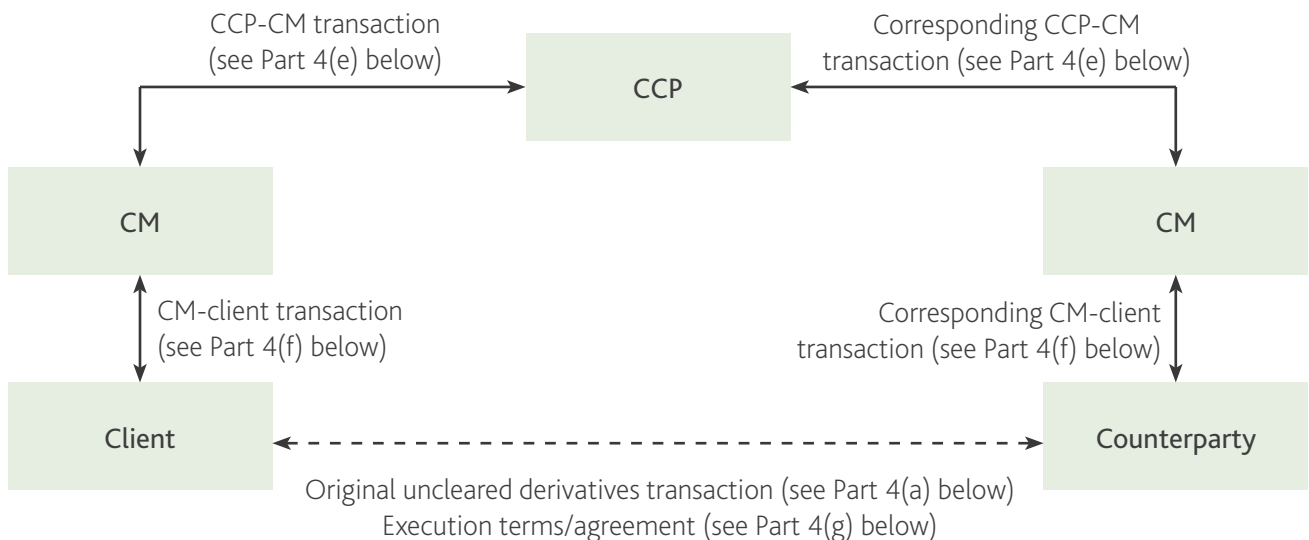 CCP-CM transaction
(see Part 4(e) below)
Corresponding CCP-CM
transaction (see Part 4(e) below)
CCP
CM
CM
CM-client transaction
(see Part 4(f) below)
Corresponding CM-client
transaction (see Part 4(f) below)
Client
Counterparty
Original uncleared derivatives transaction (see Part 4(a) below)
Execution terms/agreement (see Part 4(g) below)